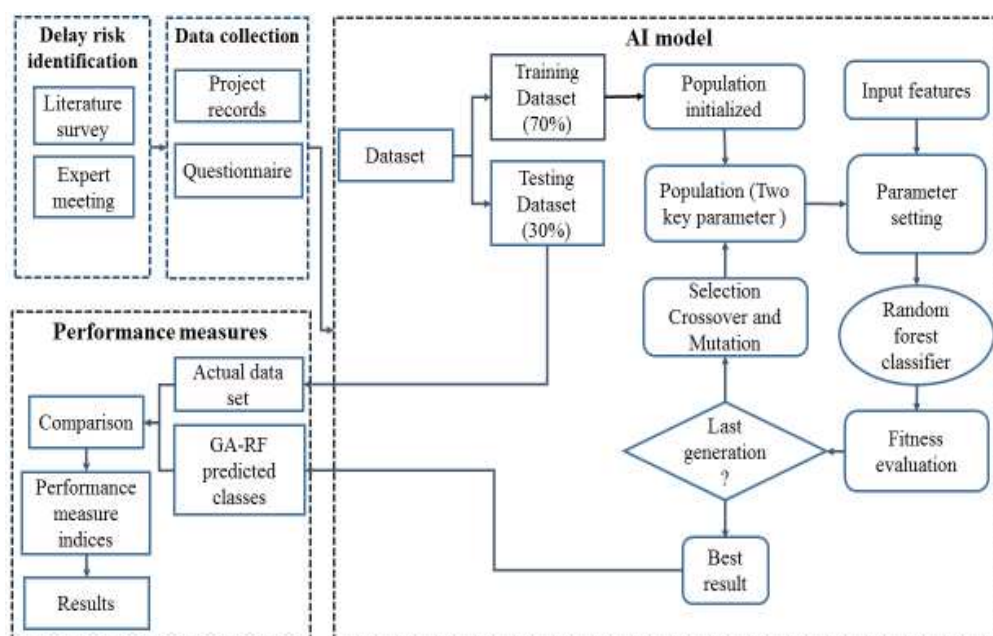 Delay risk
identification
Literature
survey
Expert
meeting
Data collection
Project
records
Questionnaire
AI model
Dataset
Training
Dataset
(70%)
Testing
Dataset
(30%)
Population
initialized
Population (Two
key parameter )
Selection
Crossover and
Mutation
Last
generation
?
Best
result
Input features
Parameter
setting
Random
forest
classifier
Fitness
evaluation
Performance measures
Actual data
set
GA-RF
predicted
classes
Comparison
Performance
measure
indices
Results